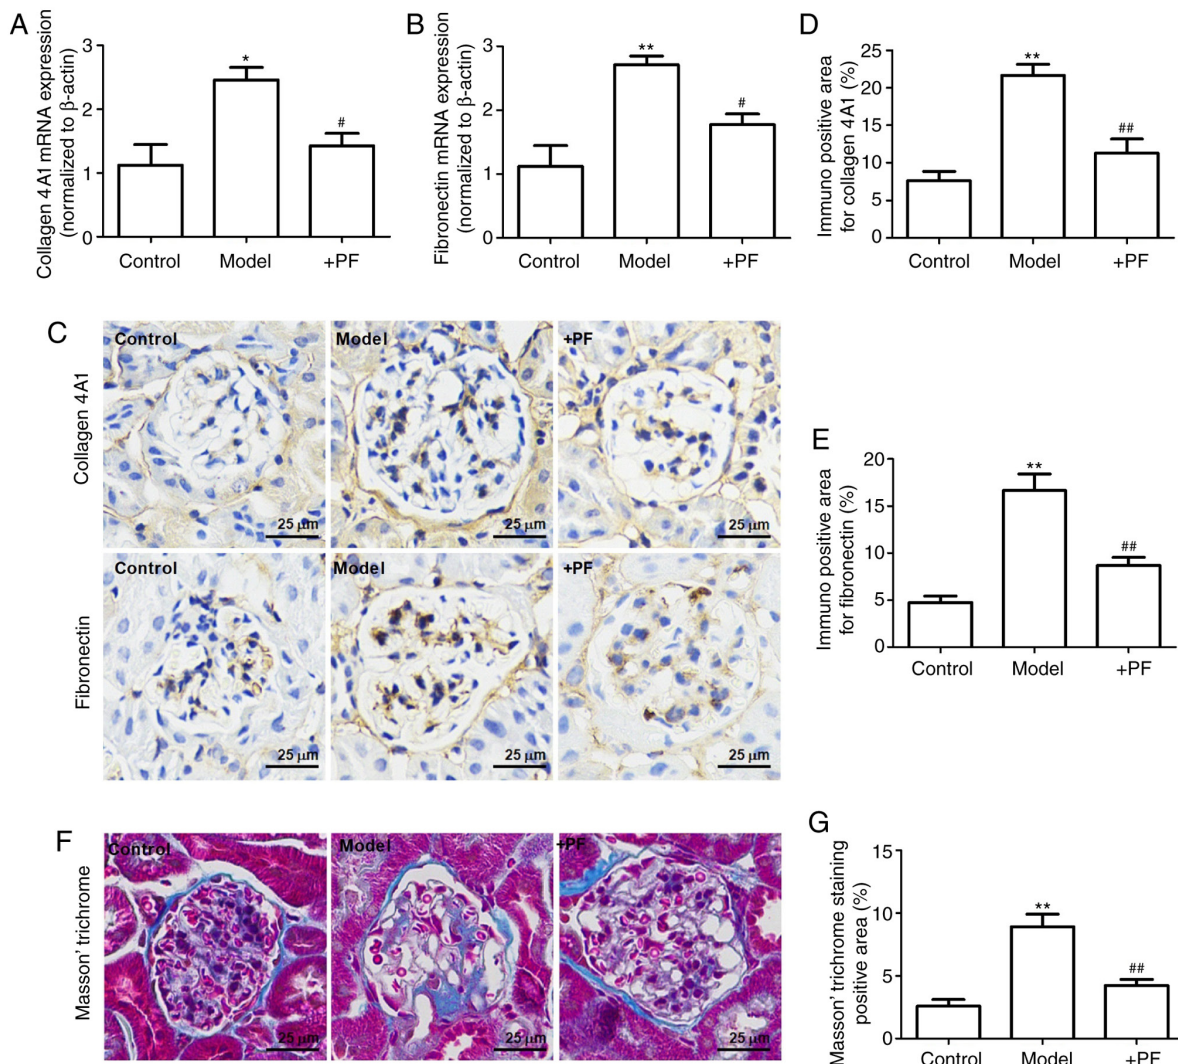 A
Collagen 4A1 mRNA expression
(normalized to β-actin)
3
2
1
0
*
#
Control Model +PF
B
Fibronectin mRNA expression
(normalized to β-actin)
3
2
1
0
**
#
Control Model +PF
D
Immuno positive area
for collagen 4A1 (%)
25
20
15
10
5
0
**
##
Control Model +PF
C
Collagen 4A1
Control Model +PF
25 μm 25 μm 25 μm
Fibronectin
Control Model +PF
25 μm 25 μm 25 μm
E
Immuno positive area
for fibronectin (%)
20
15
10
5
0
**
##
Control Model +PF
F
Masson' trichrome
Control Model +PF
25 μm 25 μm 25 μm
G
Masson' trichrome staining
positive area (%)
15
10
5
0
**
##
Control Model +PF